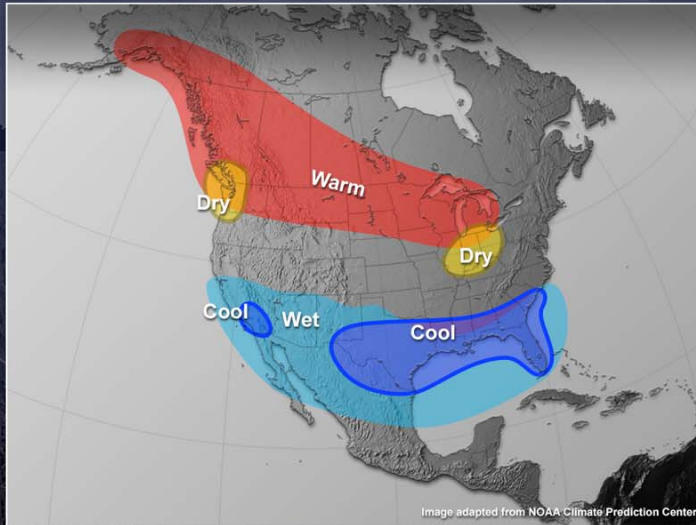 Warm
Dry
Dry
Cool
Wet
Cool
Image adapted from NOAA Climate Prediction Center